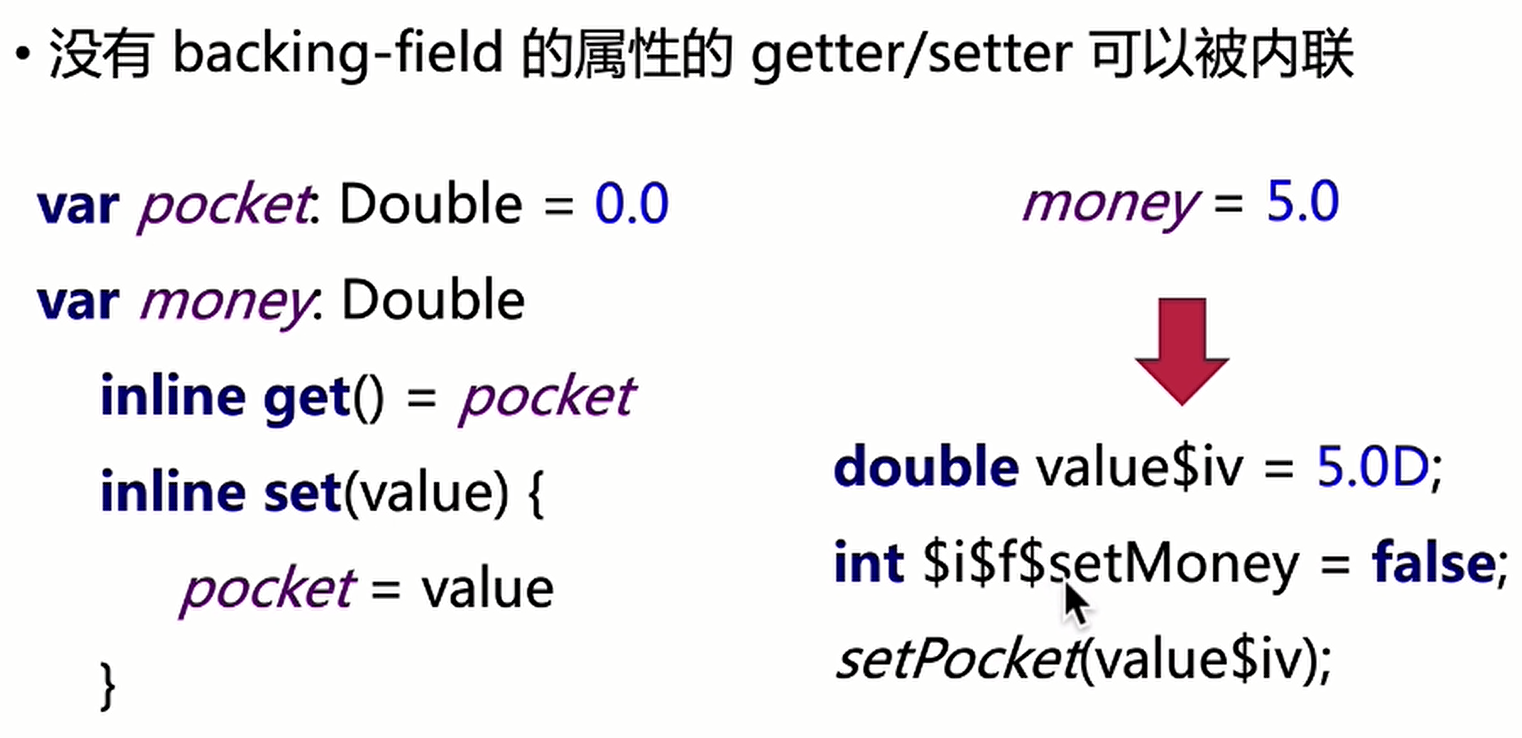 • 没有 backing-field 的属性的 getter/setter 可以被内联
var pocket: Double = 0.0
var money: Double
inline get() = pocket
inline set(value) {
pocket = value
}
money = 5.0
double value$iv = 5.0D;
int $i$f$setMoney = false;
setPocket(value$iv);